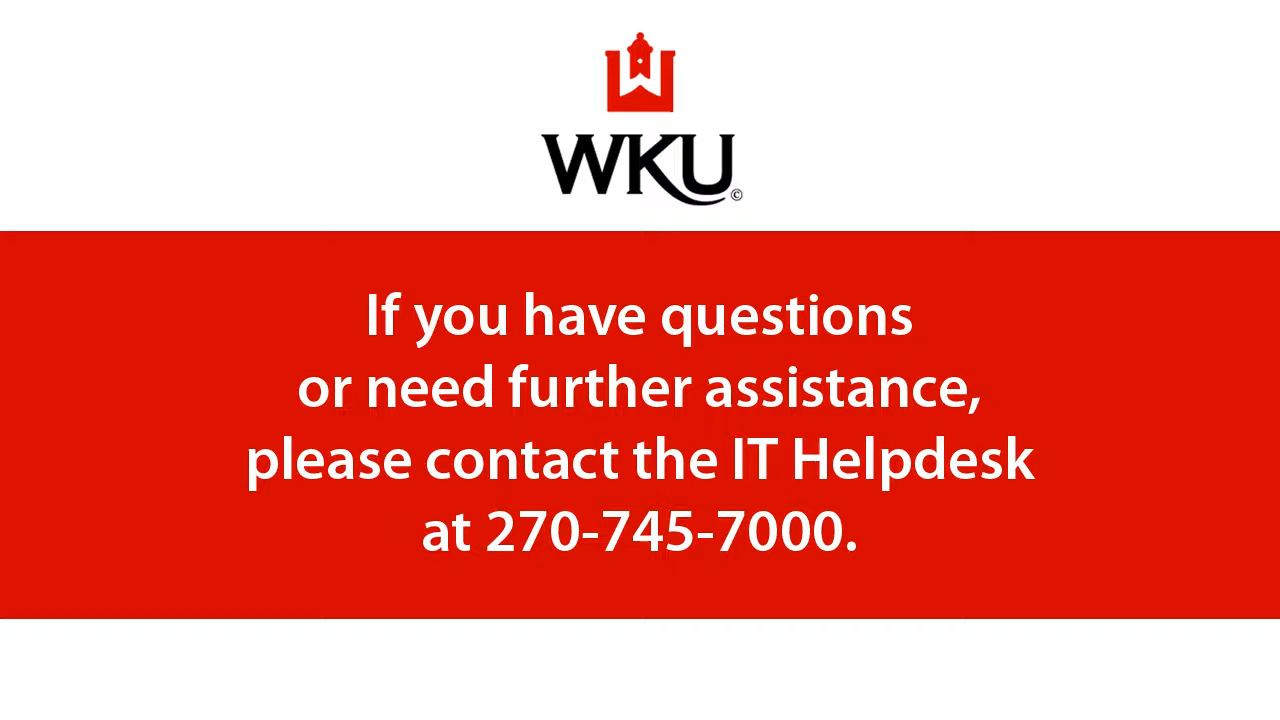 WKU©
If you have questions
or need further assistance,
please contact the IT Helpdesk
at 270-745-7000.